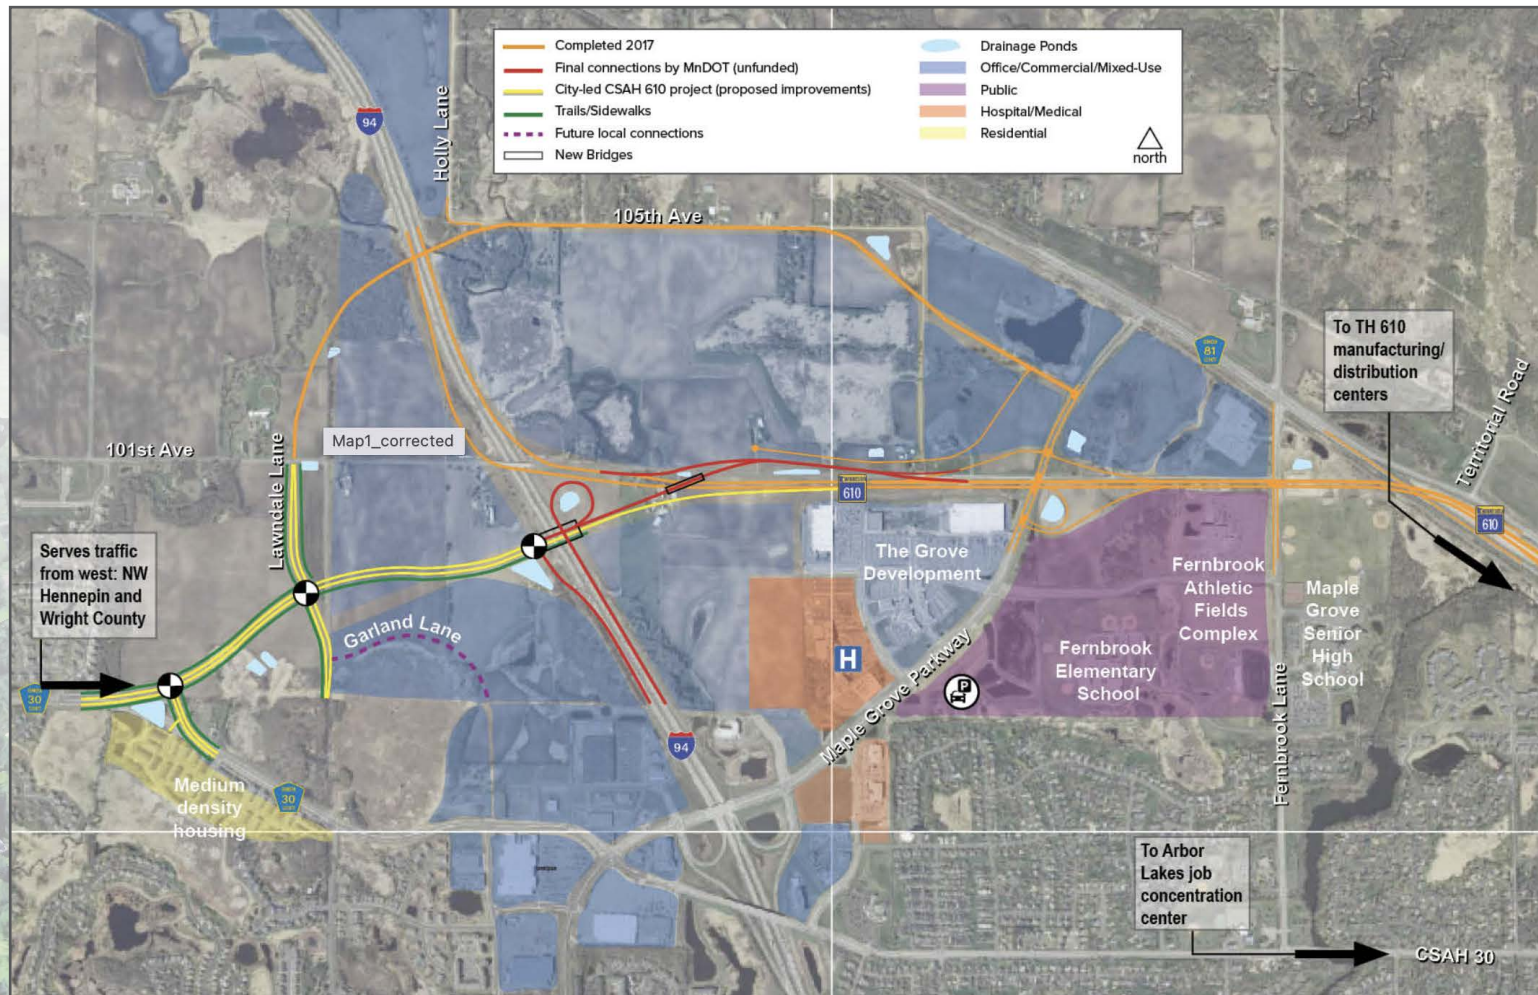 Completed 2017
Final connections by MnDOT (unfunded)
City-led CSAH 610 project (proposed improvements)
Trails/Sidewalks
Future local connections
New Bridges
Drainage Ponds
Office/Commercial/Mixed-Use
Public
Hospital/Medical
Residential
north
94
Holly Lane
105th Ave
81
To TH 610
manufacturing/
distribution
centers
Territorial Road
101st Ave
Map1_corrected
Lawndale Lane
610
610
Serves traffic
from west: NW
Hennepin and
Wright County
The Grove
Development
Fernbrook
Athletic
Fields
Complex
Maple
Grove
Senior
High
School
Garland Lane
H
Fernbrook
Elementary
School
P
30
Maple Grove Parkway
Fernbrook Lane
94
Medium
density
housing
30
To Arbor
Lakes job
concentration
center
CSAH 30